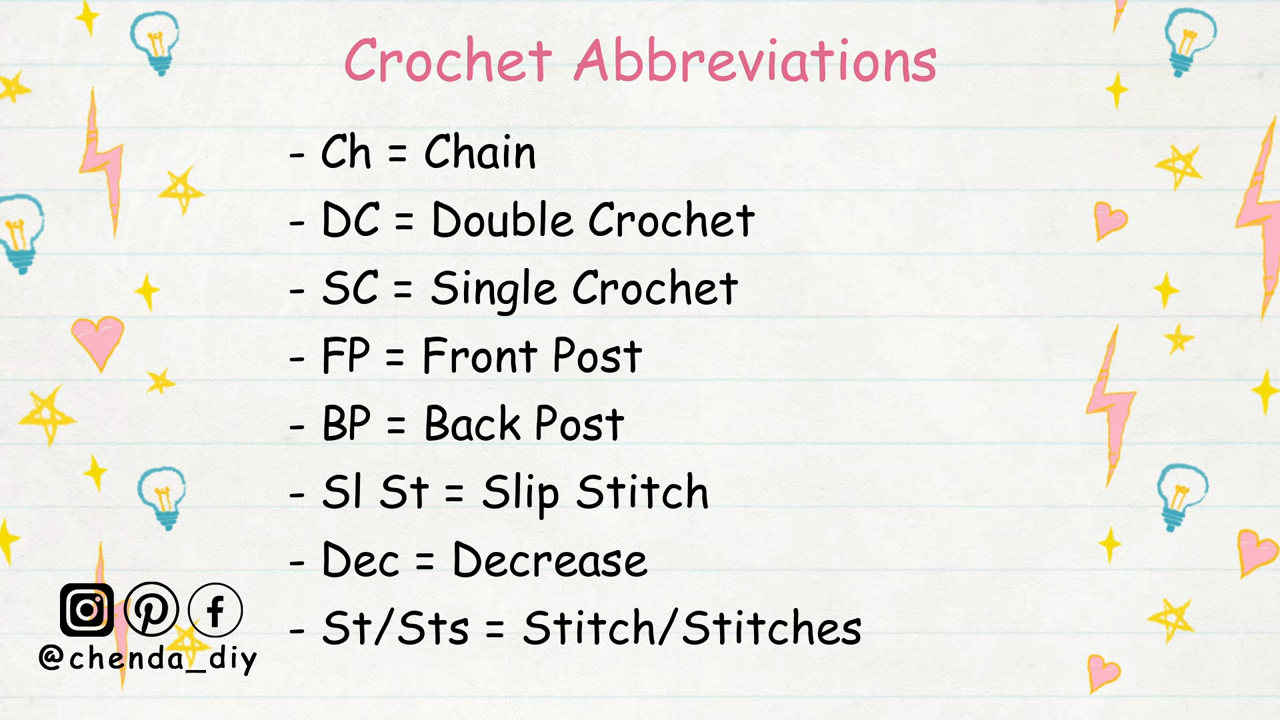 Crochet Abbreviations
- Ch = Chain
- DC = Double Crochet
- SC = Single Crochet
- FP = Front Post
- BP = Back Post
- Sl St = Slip Stitch
- Dec = Decrease
- St/Sts = Stitch/Stitches
@chenda_diy